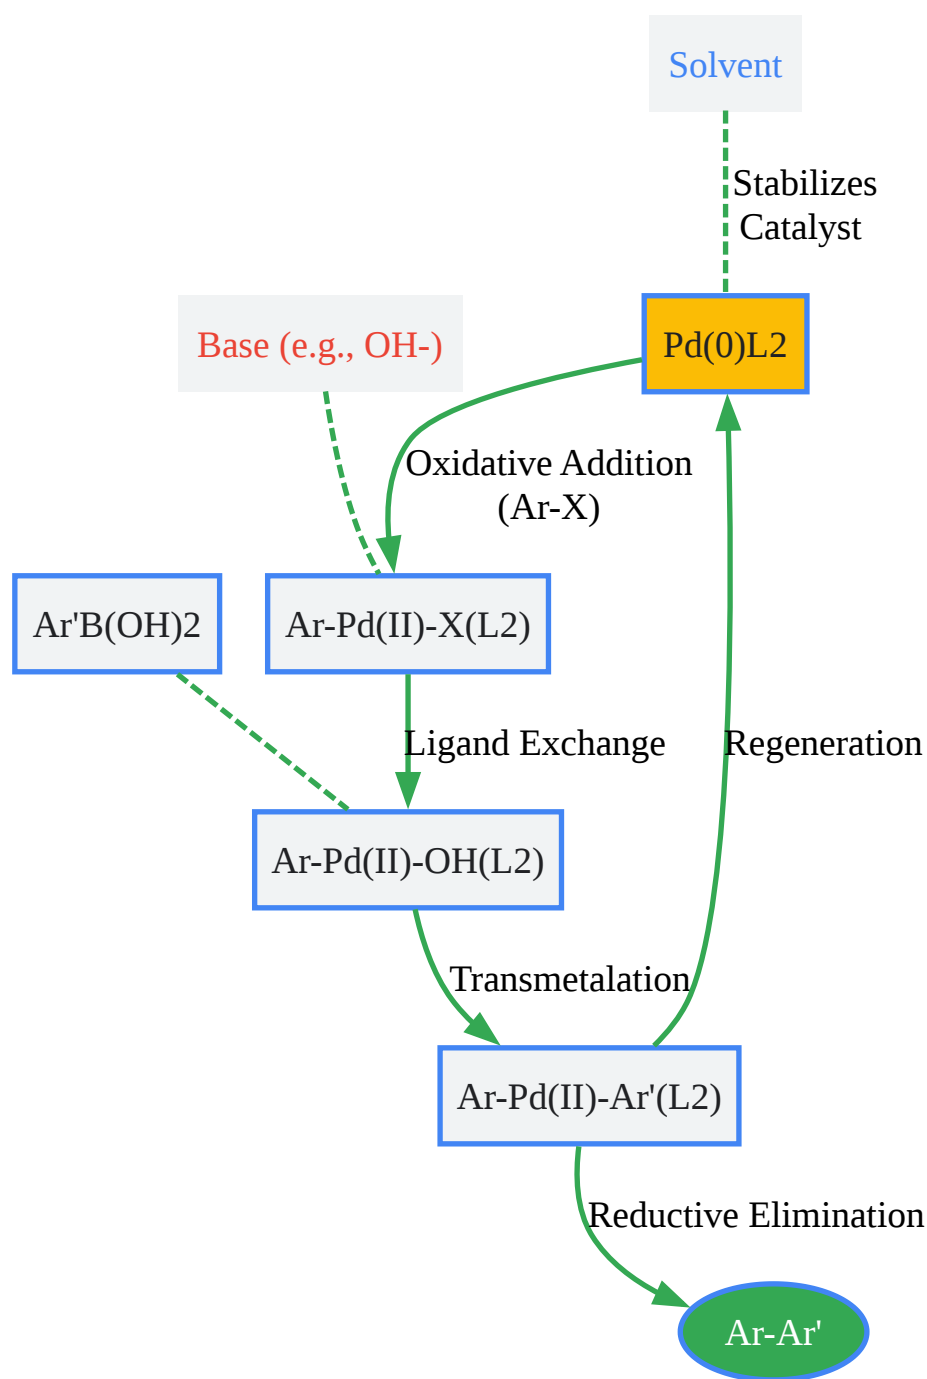 Solvent
Stabilizes
Catalyst
Base (e.g., OH-)
Pd(0)L2
Oxidative Addition
(Ar-X)
Ar'B(OH)2
Ar-Pd(II)-X(L2)
Ligand Exchange
Regeneration
Ar-Pd(II)-OH(L2)
Transmetalation
Ar-Pd(II)-Ar'(L2)
Reductive Elimination
Ar-Ar'